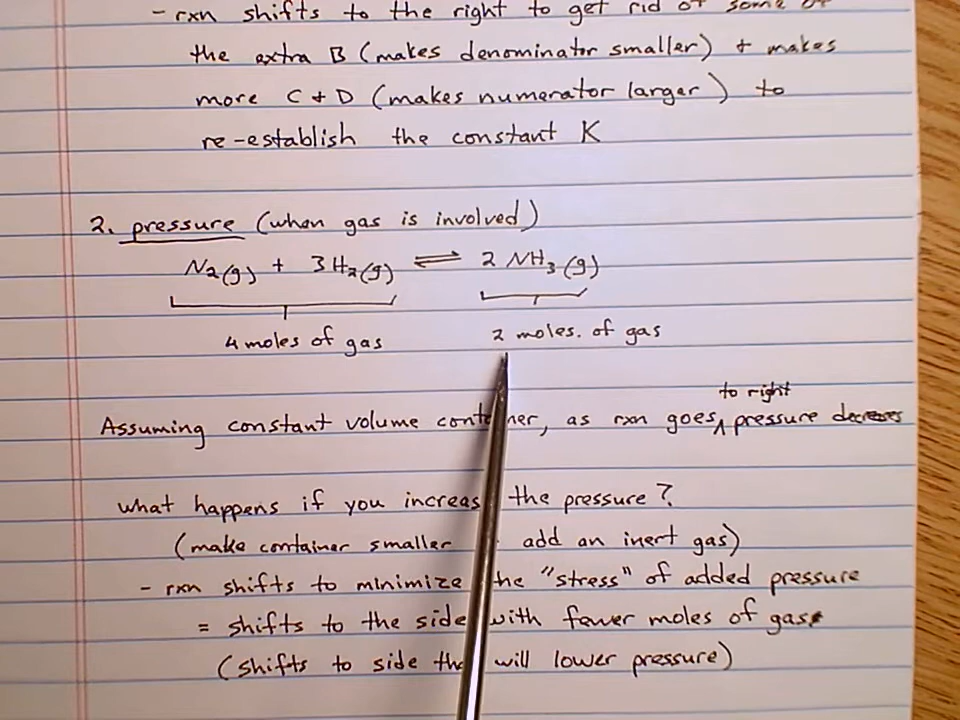 - rxn shifts to the right to get rid of some of
the extra B (makes denominator smaller) + makes
more C + D (makes numerator larger) to
re-establish the constant K
2. pressure (when gas is involved)
N₂(g) + 3H₂(g) ⇌ 2 NH₃(g)
4 moles of gas 2 moles. of gas
to right
Assuming constant volume container, as rxn goes ^ pressure decreases
what happens if you increase the pressure?
(make container smaller add an inert gas)
- rxn shifts to minimize the "stress" of added pressure
= shifts to the side with fewer moles of gas
(shifts to side will lower pressure)